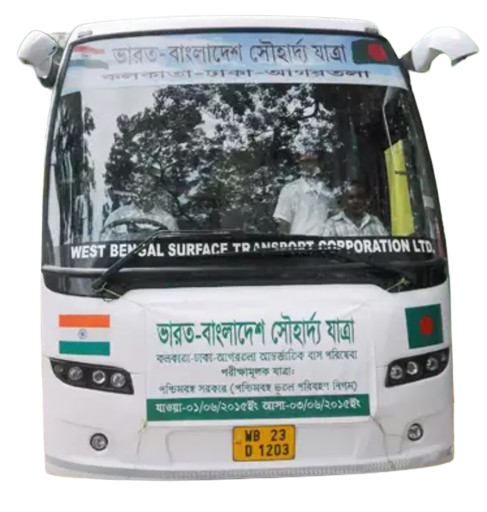 ভারত-বাংলাদেশ সৌহার্দ্য যাত্রা
কলকাতা-ঢাকা-আগরতলা
WEST BENGAL SURFACE TRANSPORT CORPORATION LTD.
ভারত-বাংলাদেশ সৌহার্দ্য যাত্রা
কলকাতা-ঢাকা-আগরতলা আন্তর্জাতিক বাস পরিষেবা
পরীক্ষামূলক যাত্রা।
পশ্চিমবঙ্গ সরকার (পশ্চিমবঙ্গ ভূতল পরিবহণ নিগম)
যাওয়া-০১/০৬/২০১৫ইং আসা-০৩/০৬/২০১৫ইং
WB 23
D 1203